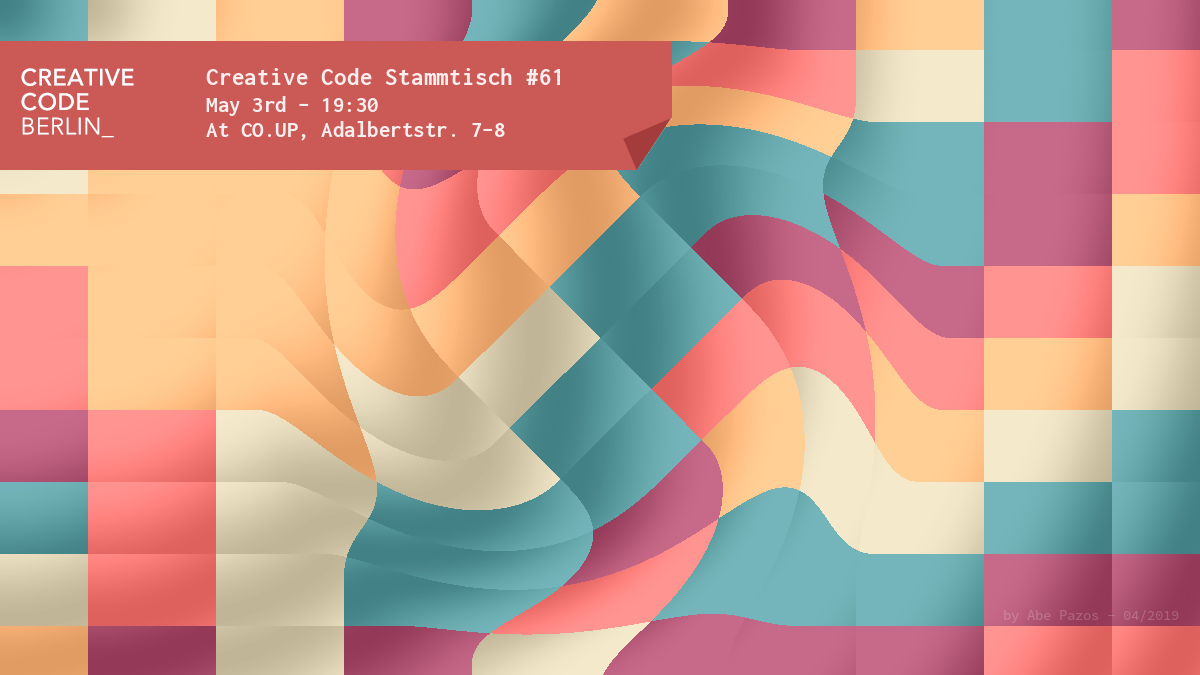 CREATIVE
CODE
BERLIN_
Creative Code Stammtisch #61
May 3rd - 19:30
At CO.UP, Adalbertstr. 7-8
by Abe Pazos - 04/2019